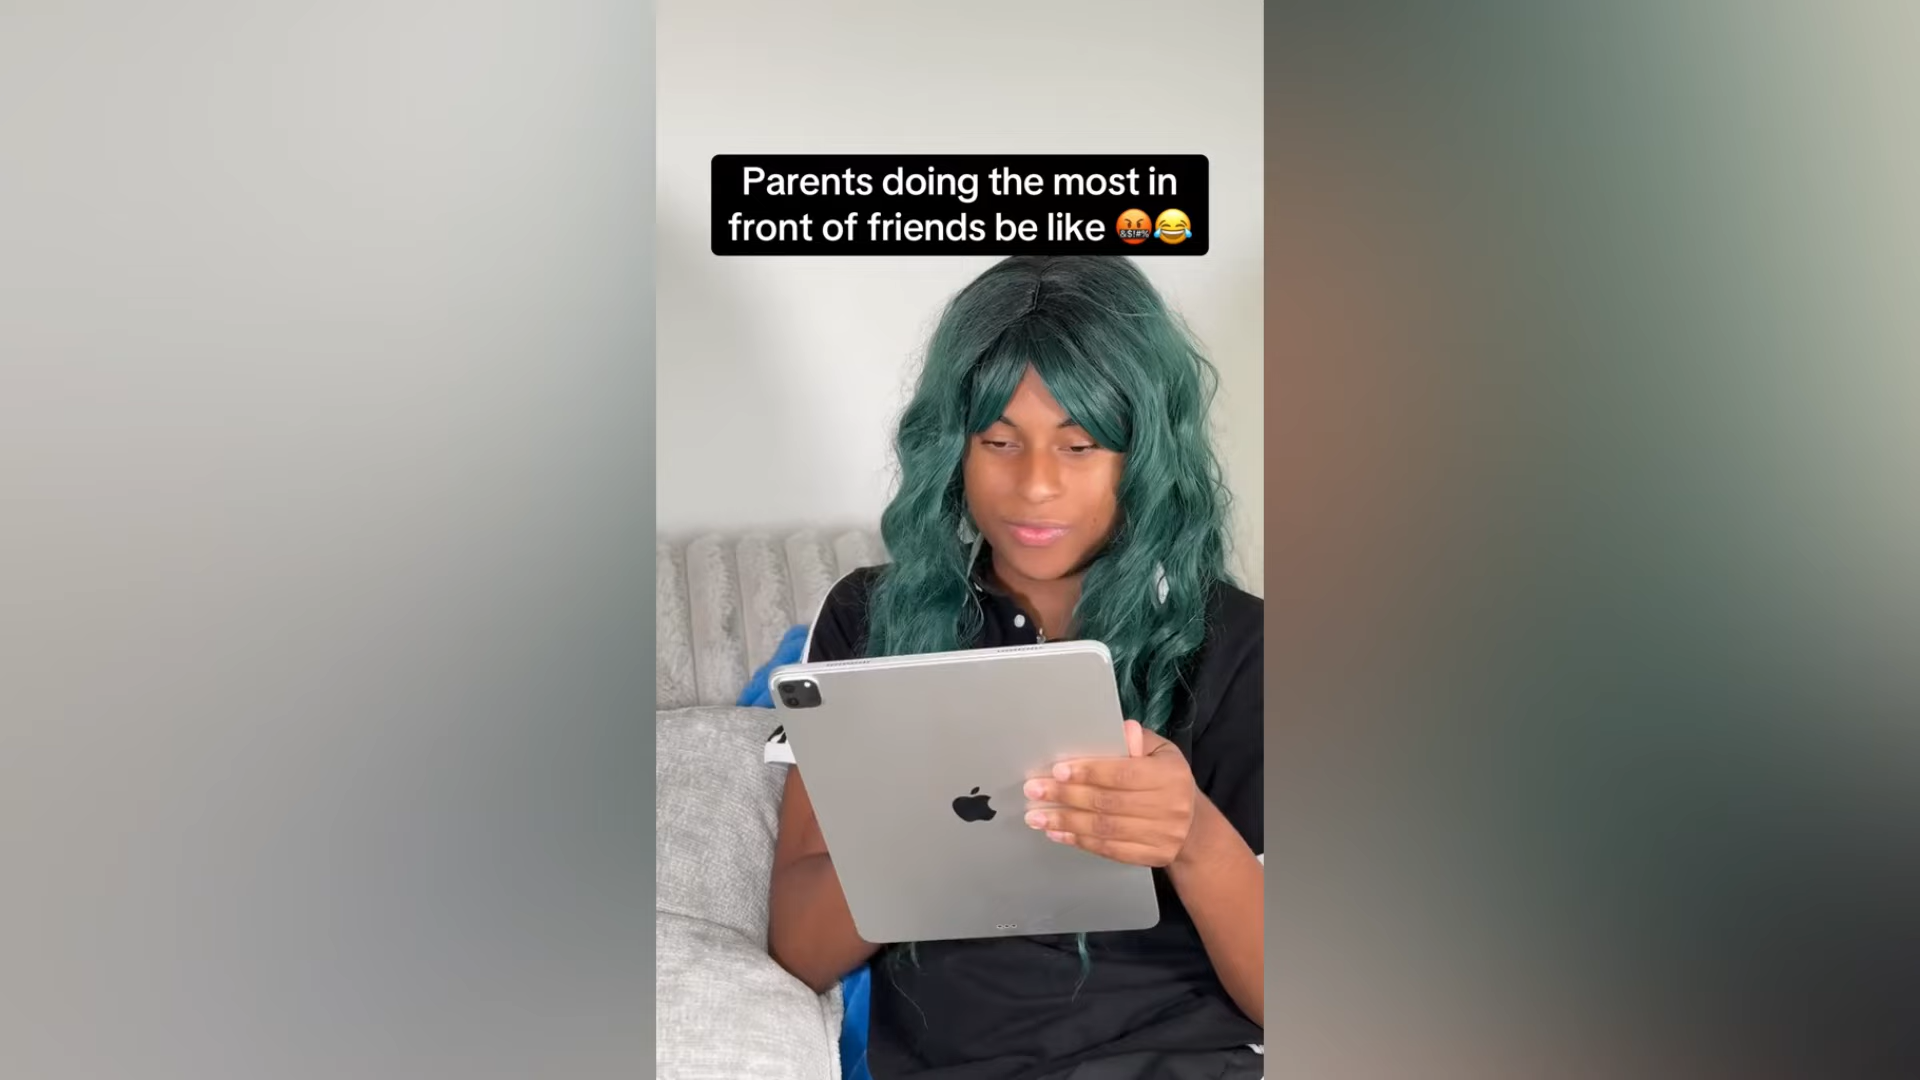 Parents doing the most in
front of friends be like 🤬😂